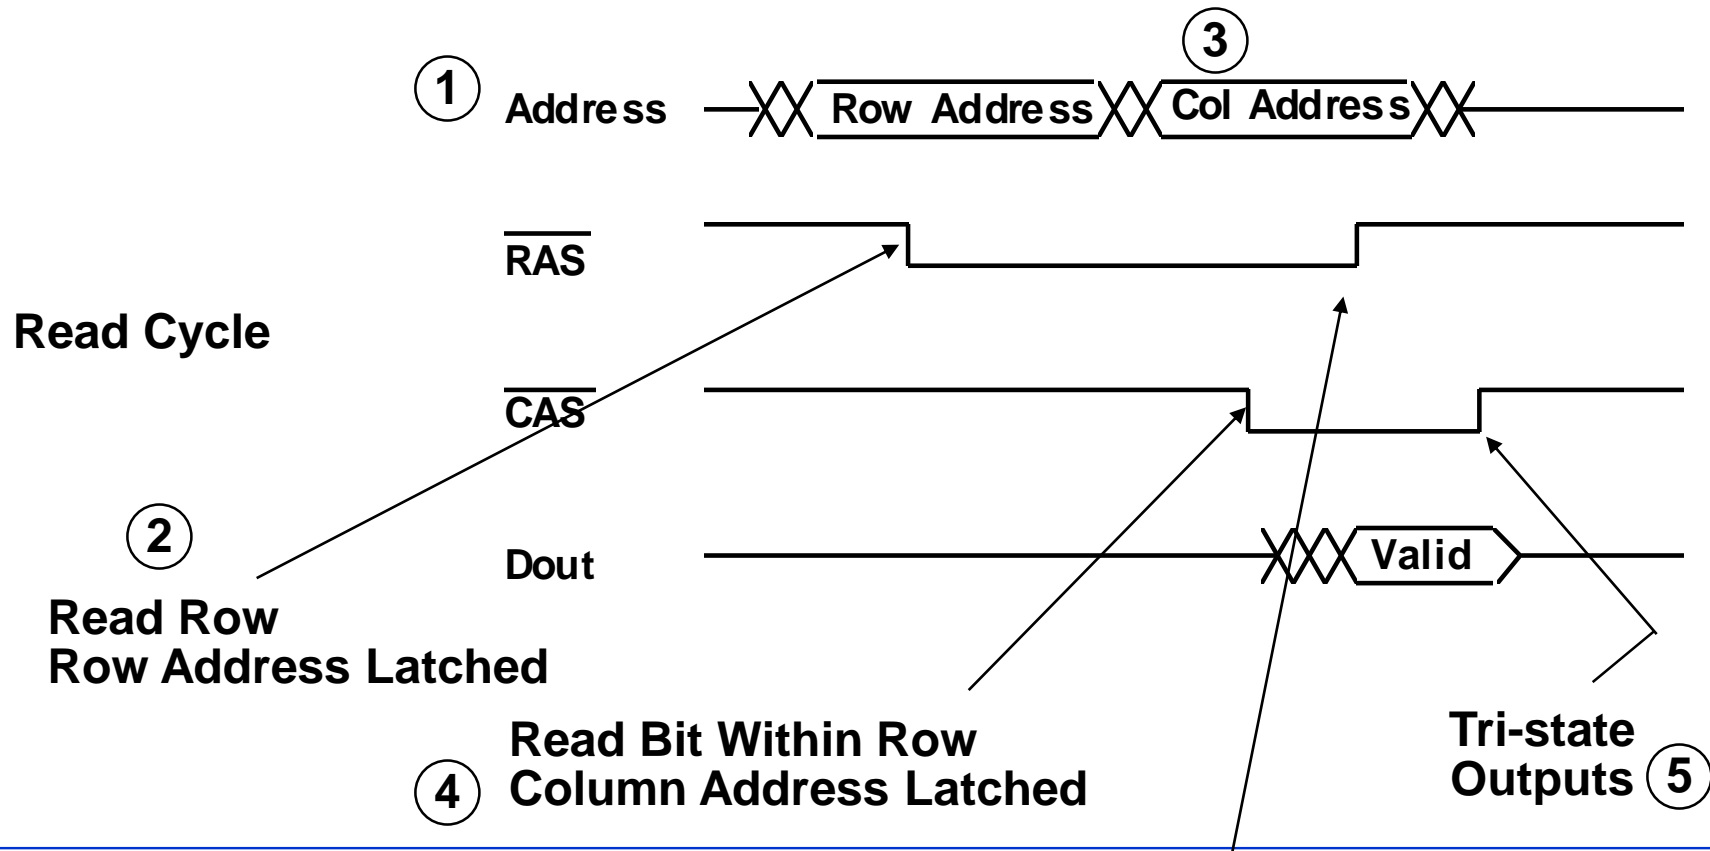 3
1
Address
Row Address
Col Address
RAS
Read Cycle
CAS
2
Dout
Valid
Read Row
Row Address Latched
Read Bit Within Row
4
Column Address Latched
Tri-state
Outputs
5